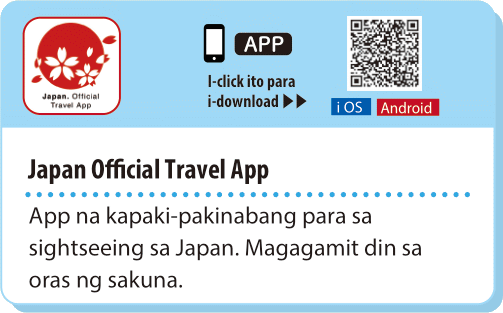 Japan. Official
Travel App
APP
I-click ito para
i-download ▶▶
iOS
Android
Japan Official Travel App
App na kapaki-pakinabang para sa
sightseeing sa Japan. Magagamit din sa
oras ng sakuna.